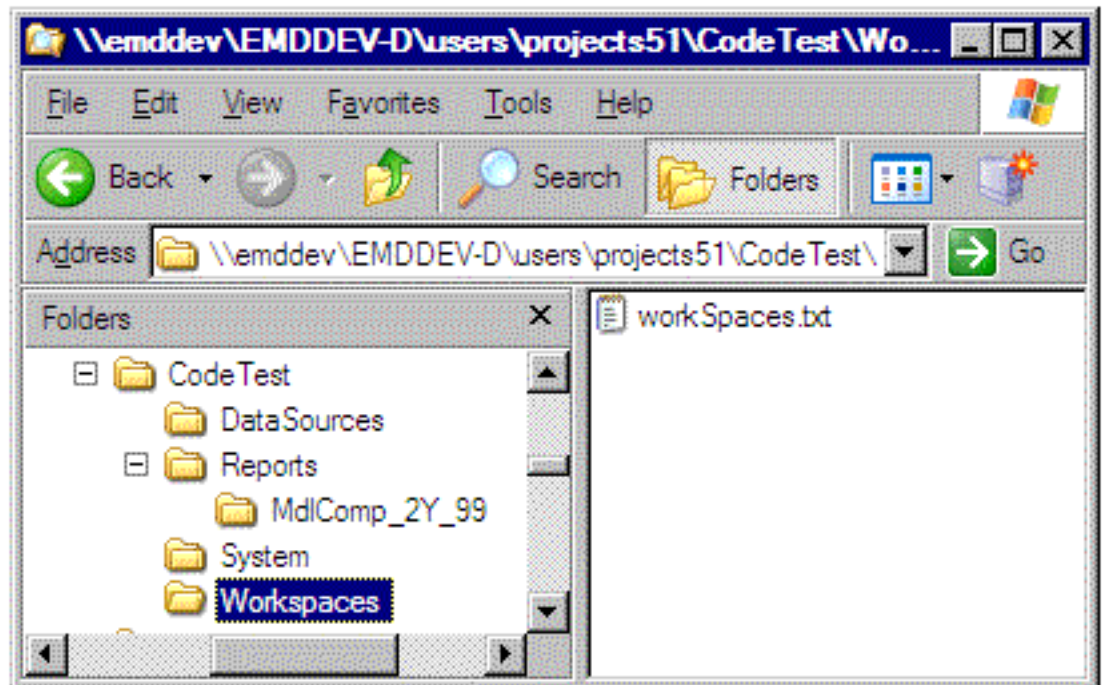 \\emddev\EMDDEV-D\users\projects51\CodeTest\Wo...
File Edit View Favorites Tools Help
Back Search Folders
Address \\emddev\EMDDEV-D\users\projects51\CodeTest\ Go
Folders
CodeTest
DataSources
Reports
MdlComp_2Y_99
System
Workspaces
workSpaces.txt